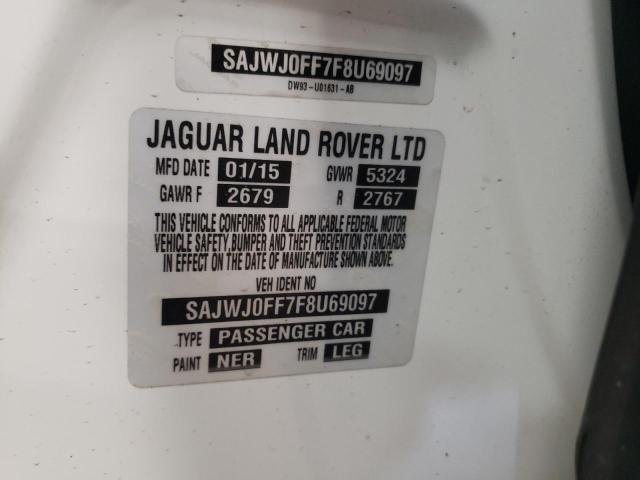 SAJWJ0FF7F8U69097
DW93-U01631-AB
JAGUAR LAND ROVER LTD
MFD DATE 01/15 GVWR 5324
GAWR F 2679 R 2767
THIS VEHICLE CONFORMS TO ALL APPLICABLE FEDERAL MOTOR
VEHICLE SAFETY, BUMPER AND THEFT PREVENTION STANDARDS
IN EFFECT ON THE DATE OF MANUFACTURE SHOWN ABOVE.
VEH IDENT NO
SAJWJ0FF7F8U69097
TYPE PASSENGER CAR
PAINT NER TRIM LEG